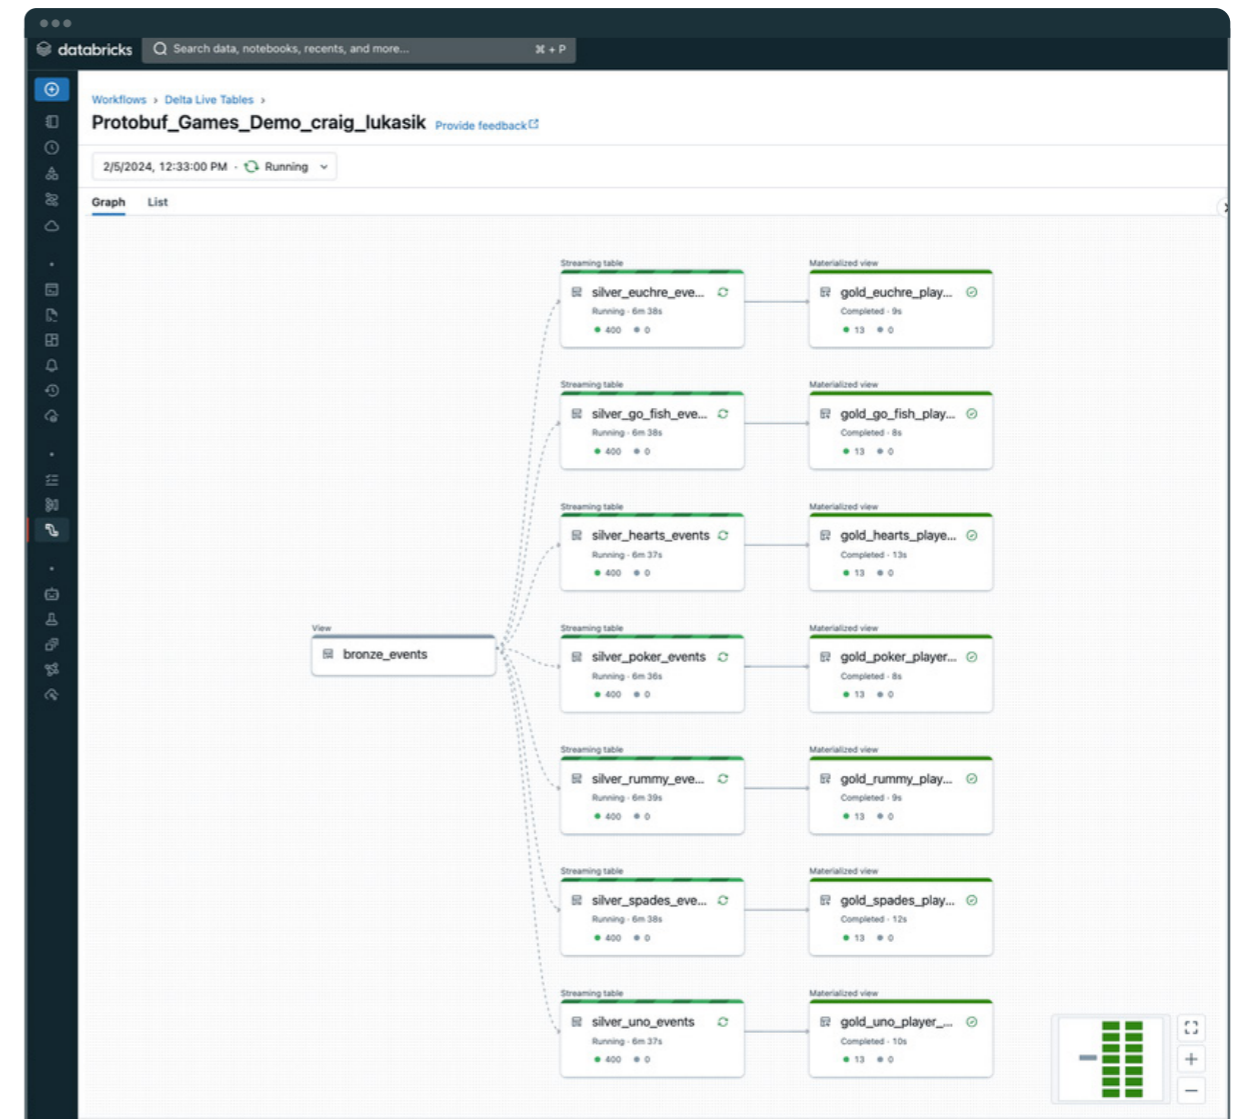 databricks
Search data, notebooks, recents, and more...
⌘ + P
Workflows > Delta Live Tables >
Protobuf_Games_Demo_craig_lukasik
Provide feedback
2/5/2024, 12:33:00 PM · Running
Graph
List
View
bronze_events
Streaming table
silver_euchre_eve...
Running · 6m 38s
400 0
Materialized view
gold_euchre_play...
Completed · 9s
13 0
Streaming table
silver_go_fish_eve...
Running · 6m 38s
400 0
Materialized view
gold_go_fish_play...
Completed · 8s
13 0
Streaming table
silver_hearts_events
Running · 6m 37s
400 0
Materialized view
gold_hearts_playe...
Completed · 13s
13 0
Streaming table
silver_poker_events
Running · 6m 36s
400 0
Materialized view
gold_poker_player...
Completed · 8s
13 0
Streaming table
silver_rummy_eve...
Running · 6m 39s
400 0
Materialized view
gold_rummy_play...
Completed · 9s
13 0
Streaming table
silver_spades_eve...
Running · 6m 38s
400 0
Materialized view
gold_spades_play...
Completed · 12s
13 0
Streaming table
silver_uno_events
Running · 6m 37s
400 0
Materialized view
gold_uno_player_...
Completed · 10s
13 0